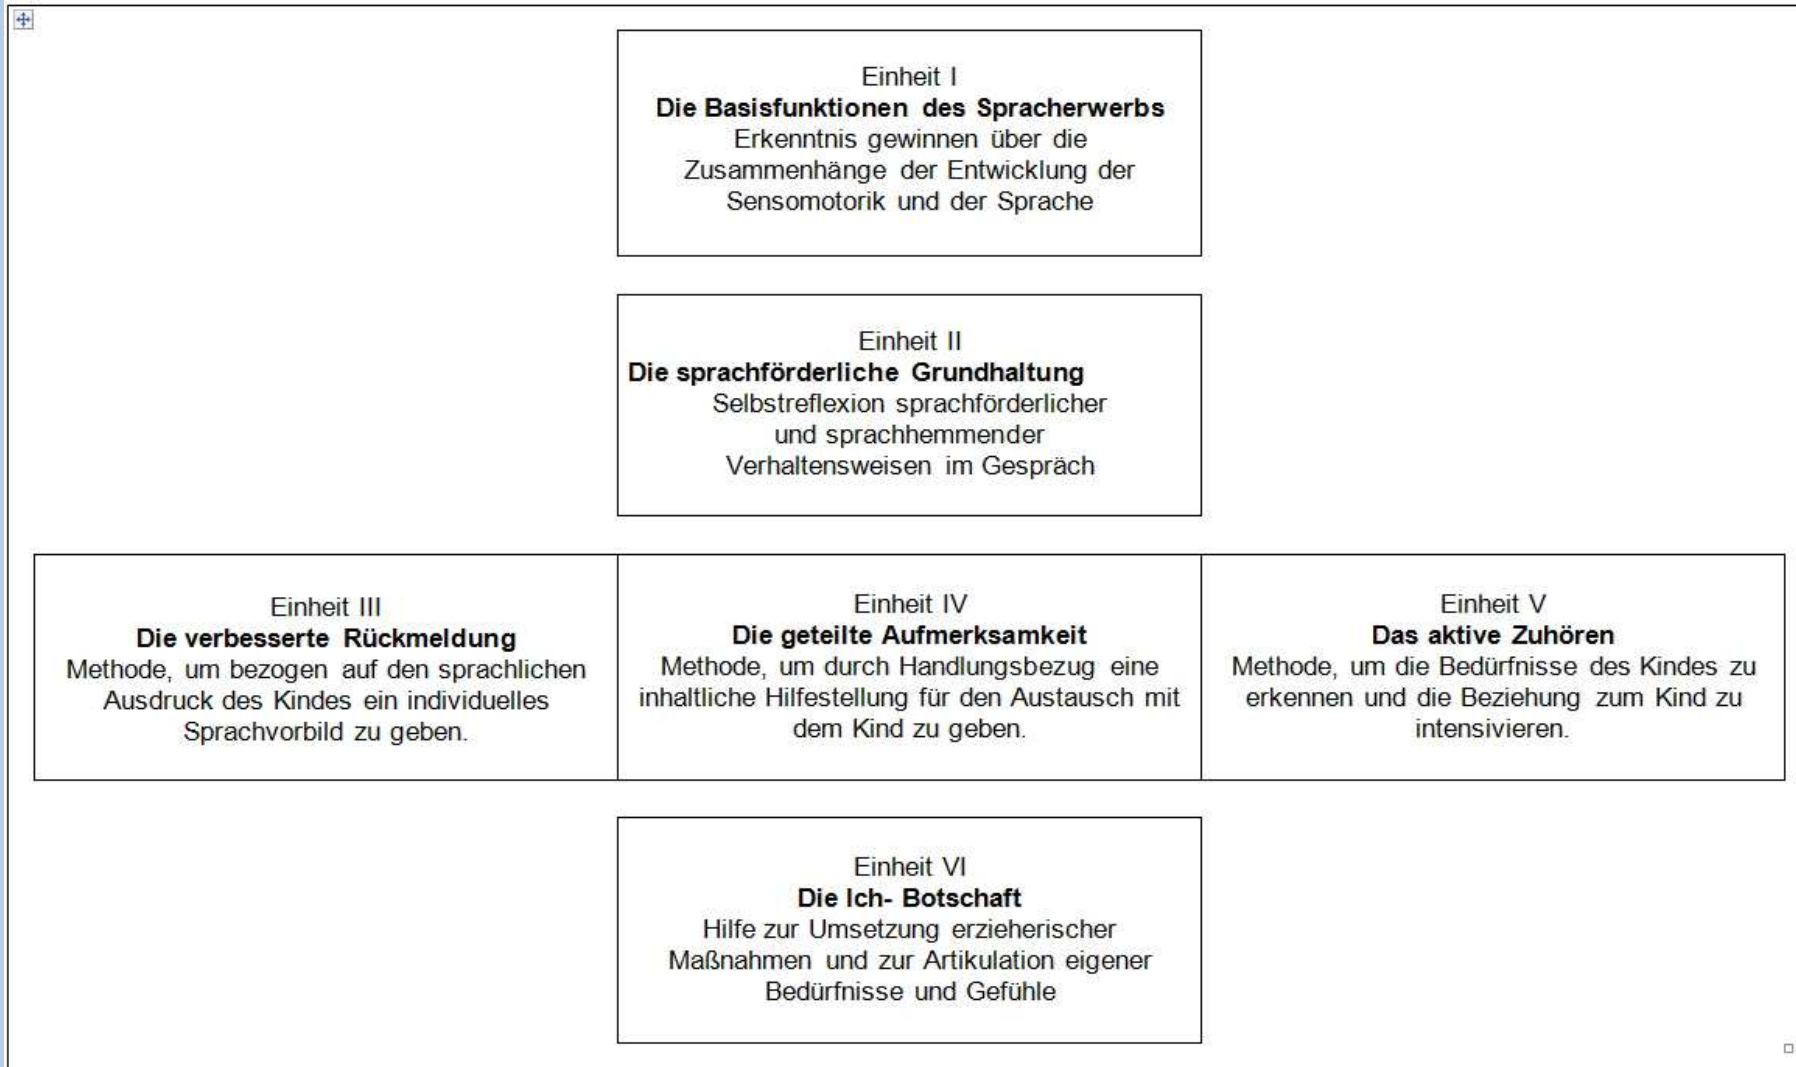 Einheit I
Die Basisfunktionen des Spracherwerbs
Erkenntnis gewinnen über die
Zusammenhänge der Entwicklung der
Sensomotorik und der Sprache
Einheit II
Die sprachförderliche Grundhaltung
Selbstreflexion sprachförderlicher
und sprachhemmender
Verhaltensweisen im Gespräch
Einheit III
Die verbesserte Rückmeldung
Methode, um bezogen auf den sprachlichen
Ausdruck des Kindes ein individuelles
Sprachvorbild zu geben.
Einheit IV
Die geteilte Aufmerksamkeit
Methode, um durch Handlungsbezug eine
inhaltliche Hilfestellung für den Austausch mit
dem Kind zu geben.
Einheit V
Das aktive Zuhören
Methode, um die Bedürfnisse des Kindes zu
erkennen und die Beziehung zum Kind zu
intensivieren.
Einheit VI
Die Ich- Botschaft
Hilfe zur Umsetzung erzieherischer
Maßnahmen und zur Artikulation eigener
Bedürfnisse und Gefühle